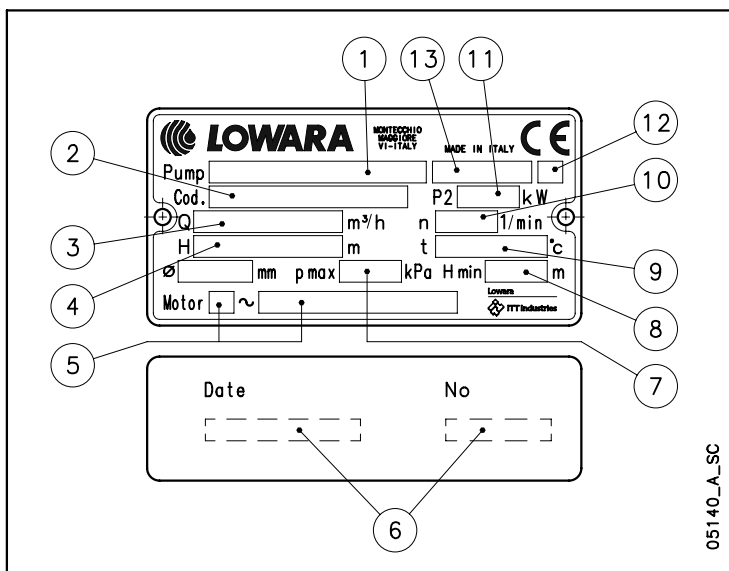 1 13 11
LOWARA MONTECCHIO MAGGIORE VI-ITALY MADE IN ITALY CE
12
2
Pump
Cod. P2 kW
10
3 Q m³/h n 1/min
H m t °c
4 9
ø mm p max kPa H min m
Motor ~ Lowara ITT Industries
8
5 7
Date No
6
05140_A_SC